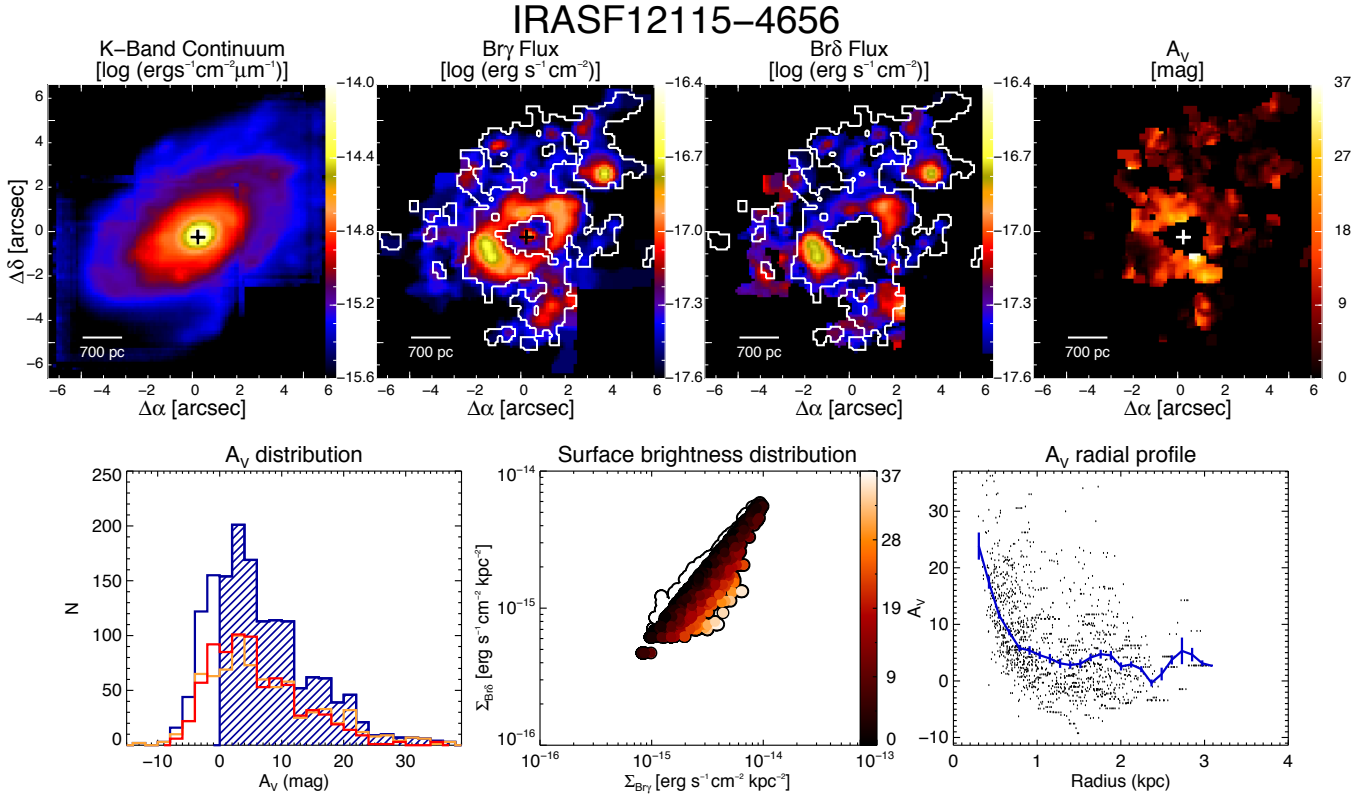 IRASF12115−4656
K-Band Continuum
[log (ergs⁻¹cm⁻²μm⁻¹)]
Brγ Flux
[log (erg s⁻¹cm⁻²)]
Brδ Flux
[log (erg s⁻¹cm⁻²)]
A_V
[mag]
6
4
2
0
−2
−4
−6
Δδ [arcsec]
700 pc
−6 −4 −2 0 2 4 6
Δα [arcsec]
−14.0
−14.4
−14.8
−15.2
−15.6
700 pc
−6 −4 −2 0 2 4 6
Δα [arcsec]
−16.4
−16.7
−17.0
−17.3
−17.6
700 pc
−6 −4 −2 0 2 4 6
Δα [arcsec]
−16.4
−16.7
−17.0
−17.3
−17.6
700 pc
−6 −4 −2 0 2 4 6
Δα [arcsec]
37
27
18
9
0
A_V distribution
250
200
150
100
50
0
N
−10 0 10 20 30
A_V (mag)
Surface brightness distribution
10⁻¹⁴
10⁻¹⁵
10⁻¹⁶
Σ_Brδ [erg s⁻¹ cm⁻² kpc⁻²]
10⁻¹⁶ 10⁻¹⁵ 10⁻¹⁴ 10⁻¹³
Σ_Brγ [erg s⁻¹ cm⁻² kpc⁻²]
37
28
19
9
0
A_V radial profile
30
20
10
0
−10
A_V
0 1 2 3 4
Radius (kpc)